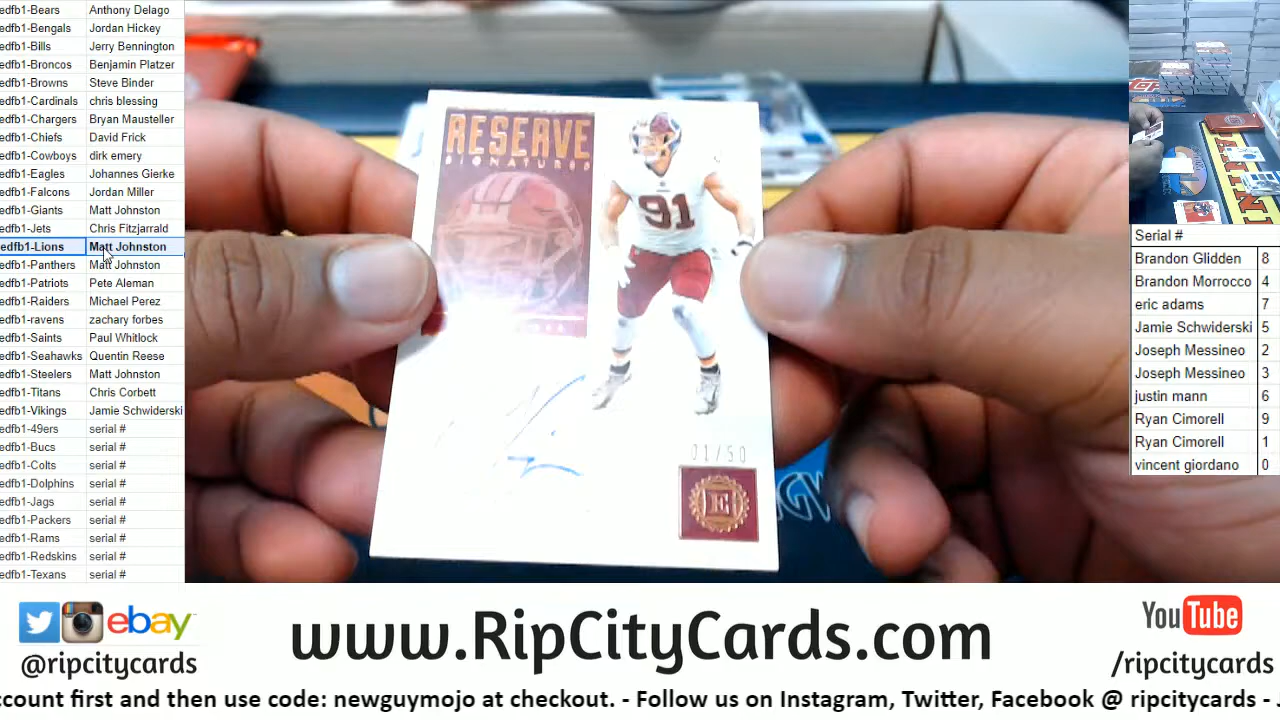 edfb1-Bears Anthony Delago
edfb1-Bengals Jordan Hickey
edfb1-Bills Jerry Bennington
edfb1-Broncos Benjamin Platzer
edfb1-Browns Steve Binder
edfb1-Cardinals chris blessing
edfb1-Chargers Bryan Mausteller
edfb1-Chiefs David Frick
edfb1-Cowboys dirk emery
edfb1-Eagles Johannes Gierke
edfb1-Falcons Jordan Miller
edfb1-Giants Matt Johnston
edfb1-Jets Chris Fitzjarrald
edfb1-Lions Matt Johnston
edfb1-Panthers Matt Johnston
edfb1-Patriots Pete Aleman
edfb1-Raiders Michael Perez
edfb1-ravens zachary forbes
edfb1-Saints Paul Whitlock
edfb1-Seahawks Quentin Reese
edfb1-Steelers Matt Johnston
edfb1-Titans Chris Corbett
edfb1-Vikings Jamie Schwiderski
edfb1-49ers serial #
edfb1-Bucs serial #
edfb1-Colts serial #
edfb1-Dolphins serial #
edfb1-Jags serial #
edfb1-Packers serial #
edfb1-Rams serial #
edfb1-Redskins serial #
edfb1-Texans serial #
RESERVE
SIGNATURES
91
01/50
E
PANINI
Serial #
Brandon Glidden 8
Brandon Morrocco 4
eric adams 7
Jamie Schwiderski 5
Joseph Messineo 2
Joseph Messineo 3
justin mann 6
Ryan Cimorell 9
Ryan Cimorell 1
vincent giordano 0
ebay
@ripcitycards
www.RipCityCards.com
YouTube
/ripcitycards
ccount first and then use code: newguymojo at checkout. - Follow us on Instagram, Twitter, Facebook @ ripcitycards -